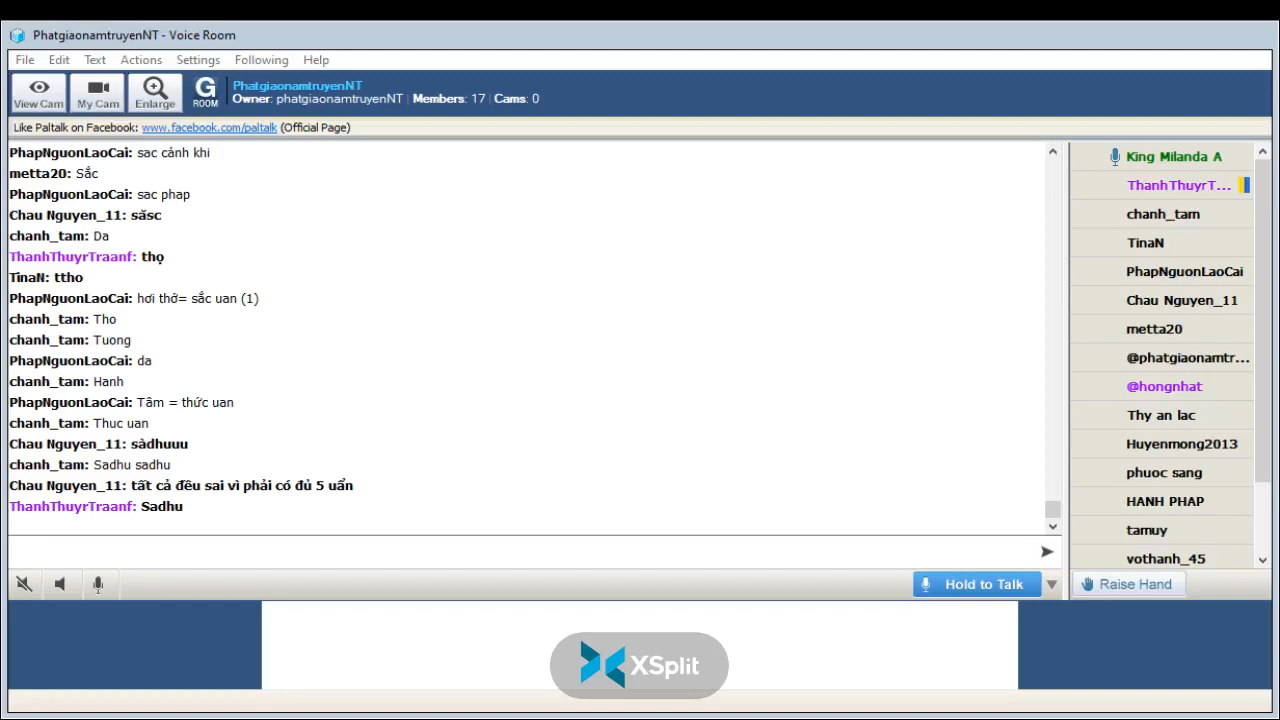 PhatgiaonamtruyenNT - Voice Room
File Edit Text Actions Settings Following Help
View Cam My Cam Enlarge G ROOM
PhatgiaonamtruyenNT
Owner: phatgiaonamtruyenNT | Members: 17 | Cams: 0
Like Paltalk on Facebook: www.facebook.com/paltalk (Official Page)
PhapNguonLaoCai: sac cảnh khi
metta20: Sắc
PhapNguonLaoCai: sac phap
Chau Nguyen_11: săsc
chanh_tam: Da
ThanhThuyrTraanf: thọ
TinaN: ttho
PhapNguonLaoCai: hơi thở= sắc uan (1)
chanh_tam: Tho
chanh_tam: Tuong
PhapNguonLaoCai: da
chanh_tam: Hanh
PhapNguonLaoCai: Tâm = thức uan
chanh_tam: Thuc uan
Chau Nguyen_11: sàdhuuu
chanh_tam: Sadhu sadhu
Chau Nguyen_11: tất cả đêu sai vì phải có đủ 5 uẩn
ThanhThuyrTraanf: Sadhu
King Milanda A
ThanhThuyrT...
chanh_tam
TinaN
PhapNguonLaoCai
Chau Nguyen_11
metta20
@phatgiaonamtr...
@hongnhat
Thy an lac
Huyenmong2013
phuoc sang
HANH PHAP
tamuy
vothanh_45
Hold to Talk
Raise Hand
XSplit